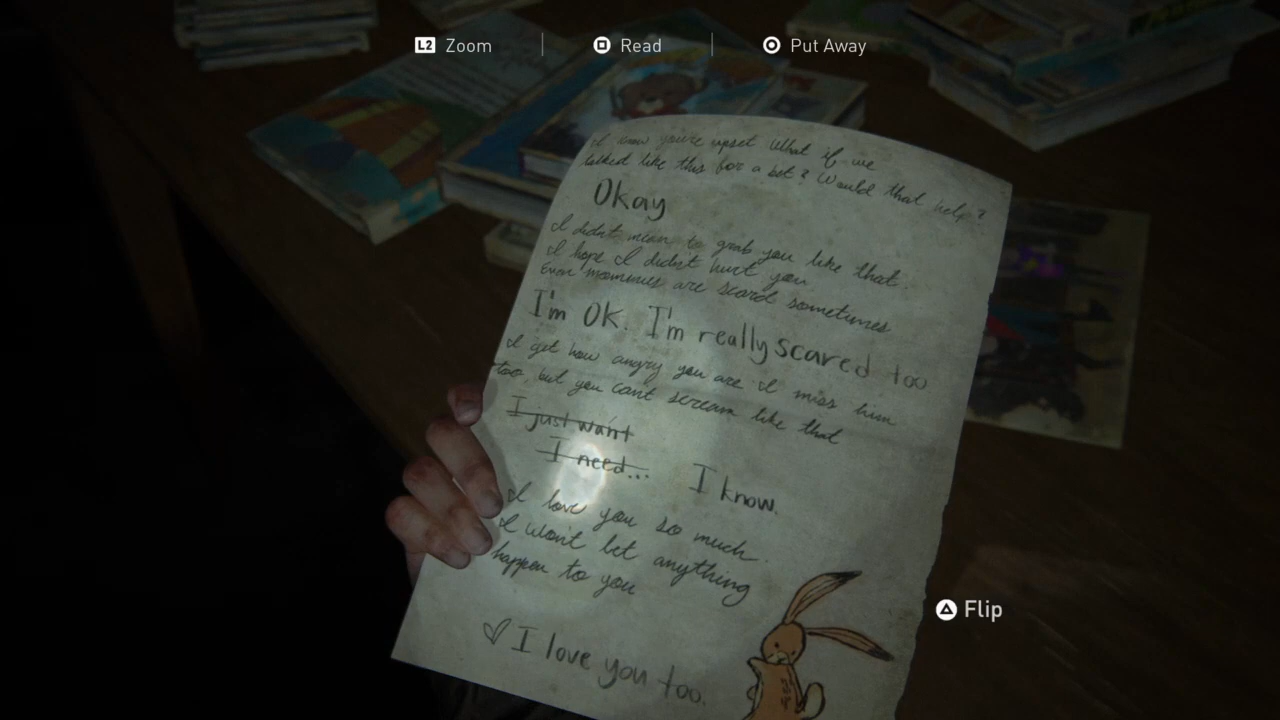 Zoom
Read
Put Away
I know you're upset What if we
talked like this for a bit? Would that help?
Okay
I didn't mean to grab you like that.
I hope I didn't hurt you
Even mommies are scard sometimes
I'm OK. I'm really scared too
I get how angry you are I miss him
too, but you cant scream like that
I just want
I need...
I know.
I love you so much.
I won't let anything
happen to you
I love you too.
Flip